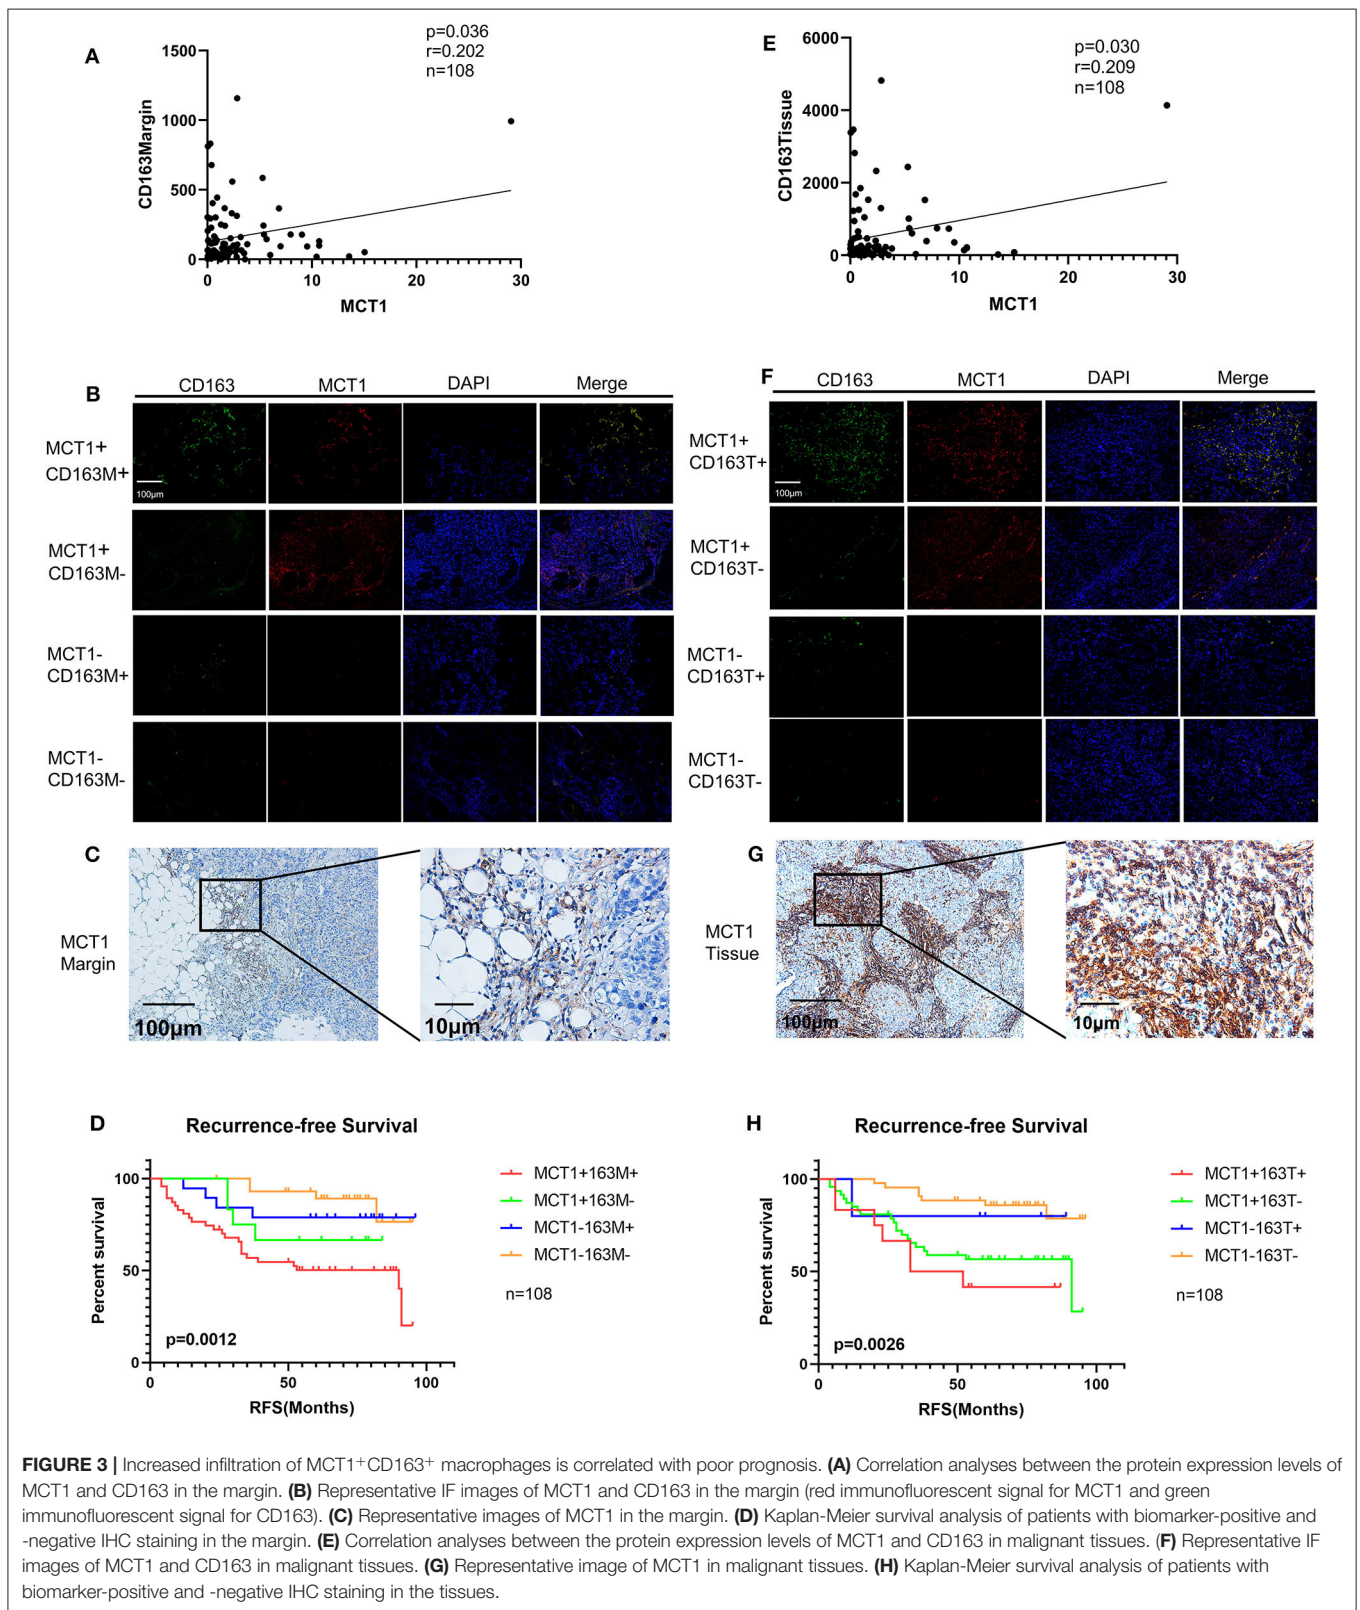 A
p=0.036
r=0.202
n=108
CD163Margin
1500
1000
500
0
0 10 20 30
MCT1
E
p=0.030
r=0.209
n=108
CD163Tissue
6000
4000
2000
0
0 10 20 30
MCT1
B
CD163 MCT1 DAPI Merge
MCT1+
CD163M+
100μm
MCT1+
CD163M-
MCT1-
CD163M+
MCT1-
CD163M-
F
CD163 MCT1 DAPI Merge
MCT1+
CD163T+
100μm
MCT1+
CD163T-
MCT1-
CD163T+
MCT1-
CD163T-
C
MCT1
Margin
100μm
10μm
G
MCT1
Tissue
100μm
10μm
D
Recurrence-free Survival
Percent survival
100
50
0
0 50 100
RFS(Months)
p=0.0012
MCT1+163M+
MCT1+163M-
MCT1-163M+
MCT1-163M-
n=108
H
Recurrence-free Survival
Percent survival
100
50
0
0 50 100
RFS(Months)
p=0.0026
MCT1+163T+
MCT1+163T-
MCT1-163T+
MCT1-163T-
n=108
FIGURE 3 | Increased infiltration of MCT1+CD163+ macrophages is correlated with poor prognosis. (A) Correlation analyses between the protein expression levels of
MCT1 and CD163 in the margin. (B) Representative IF images of MCT1 and CD163 in the margin (red immunofluorescent signal for MCT1 and green
immunofluorescent signal for CD163). (C) Representative images of MCT1 in the margin. (D) Kaplan-Meier survival analysis of patients with biomarker-positive and
-negative IHC staining in the margin. (E) Correlation analyses between the protein expression levels of MCT1 and CD163 in malignant tissues. (F) Representative IF
images of MCT1 and CD163 in malignant tissues. (G) Representative image of MCT1 in malignant tissues. (H) Kaplan-Meier survival analysis of patients with
biomarker-positive and -negative IHC staining in the tissues.